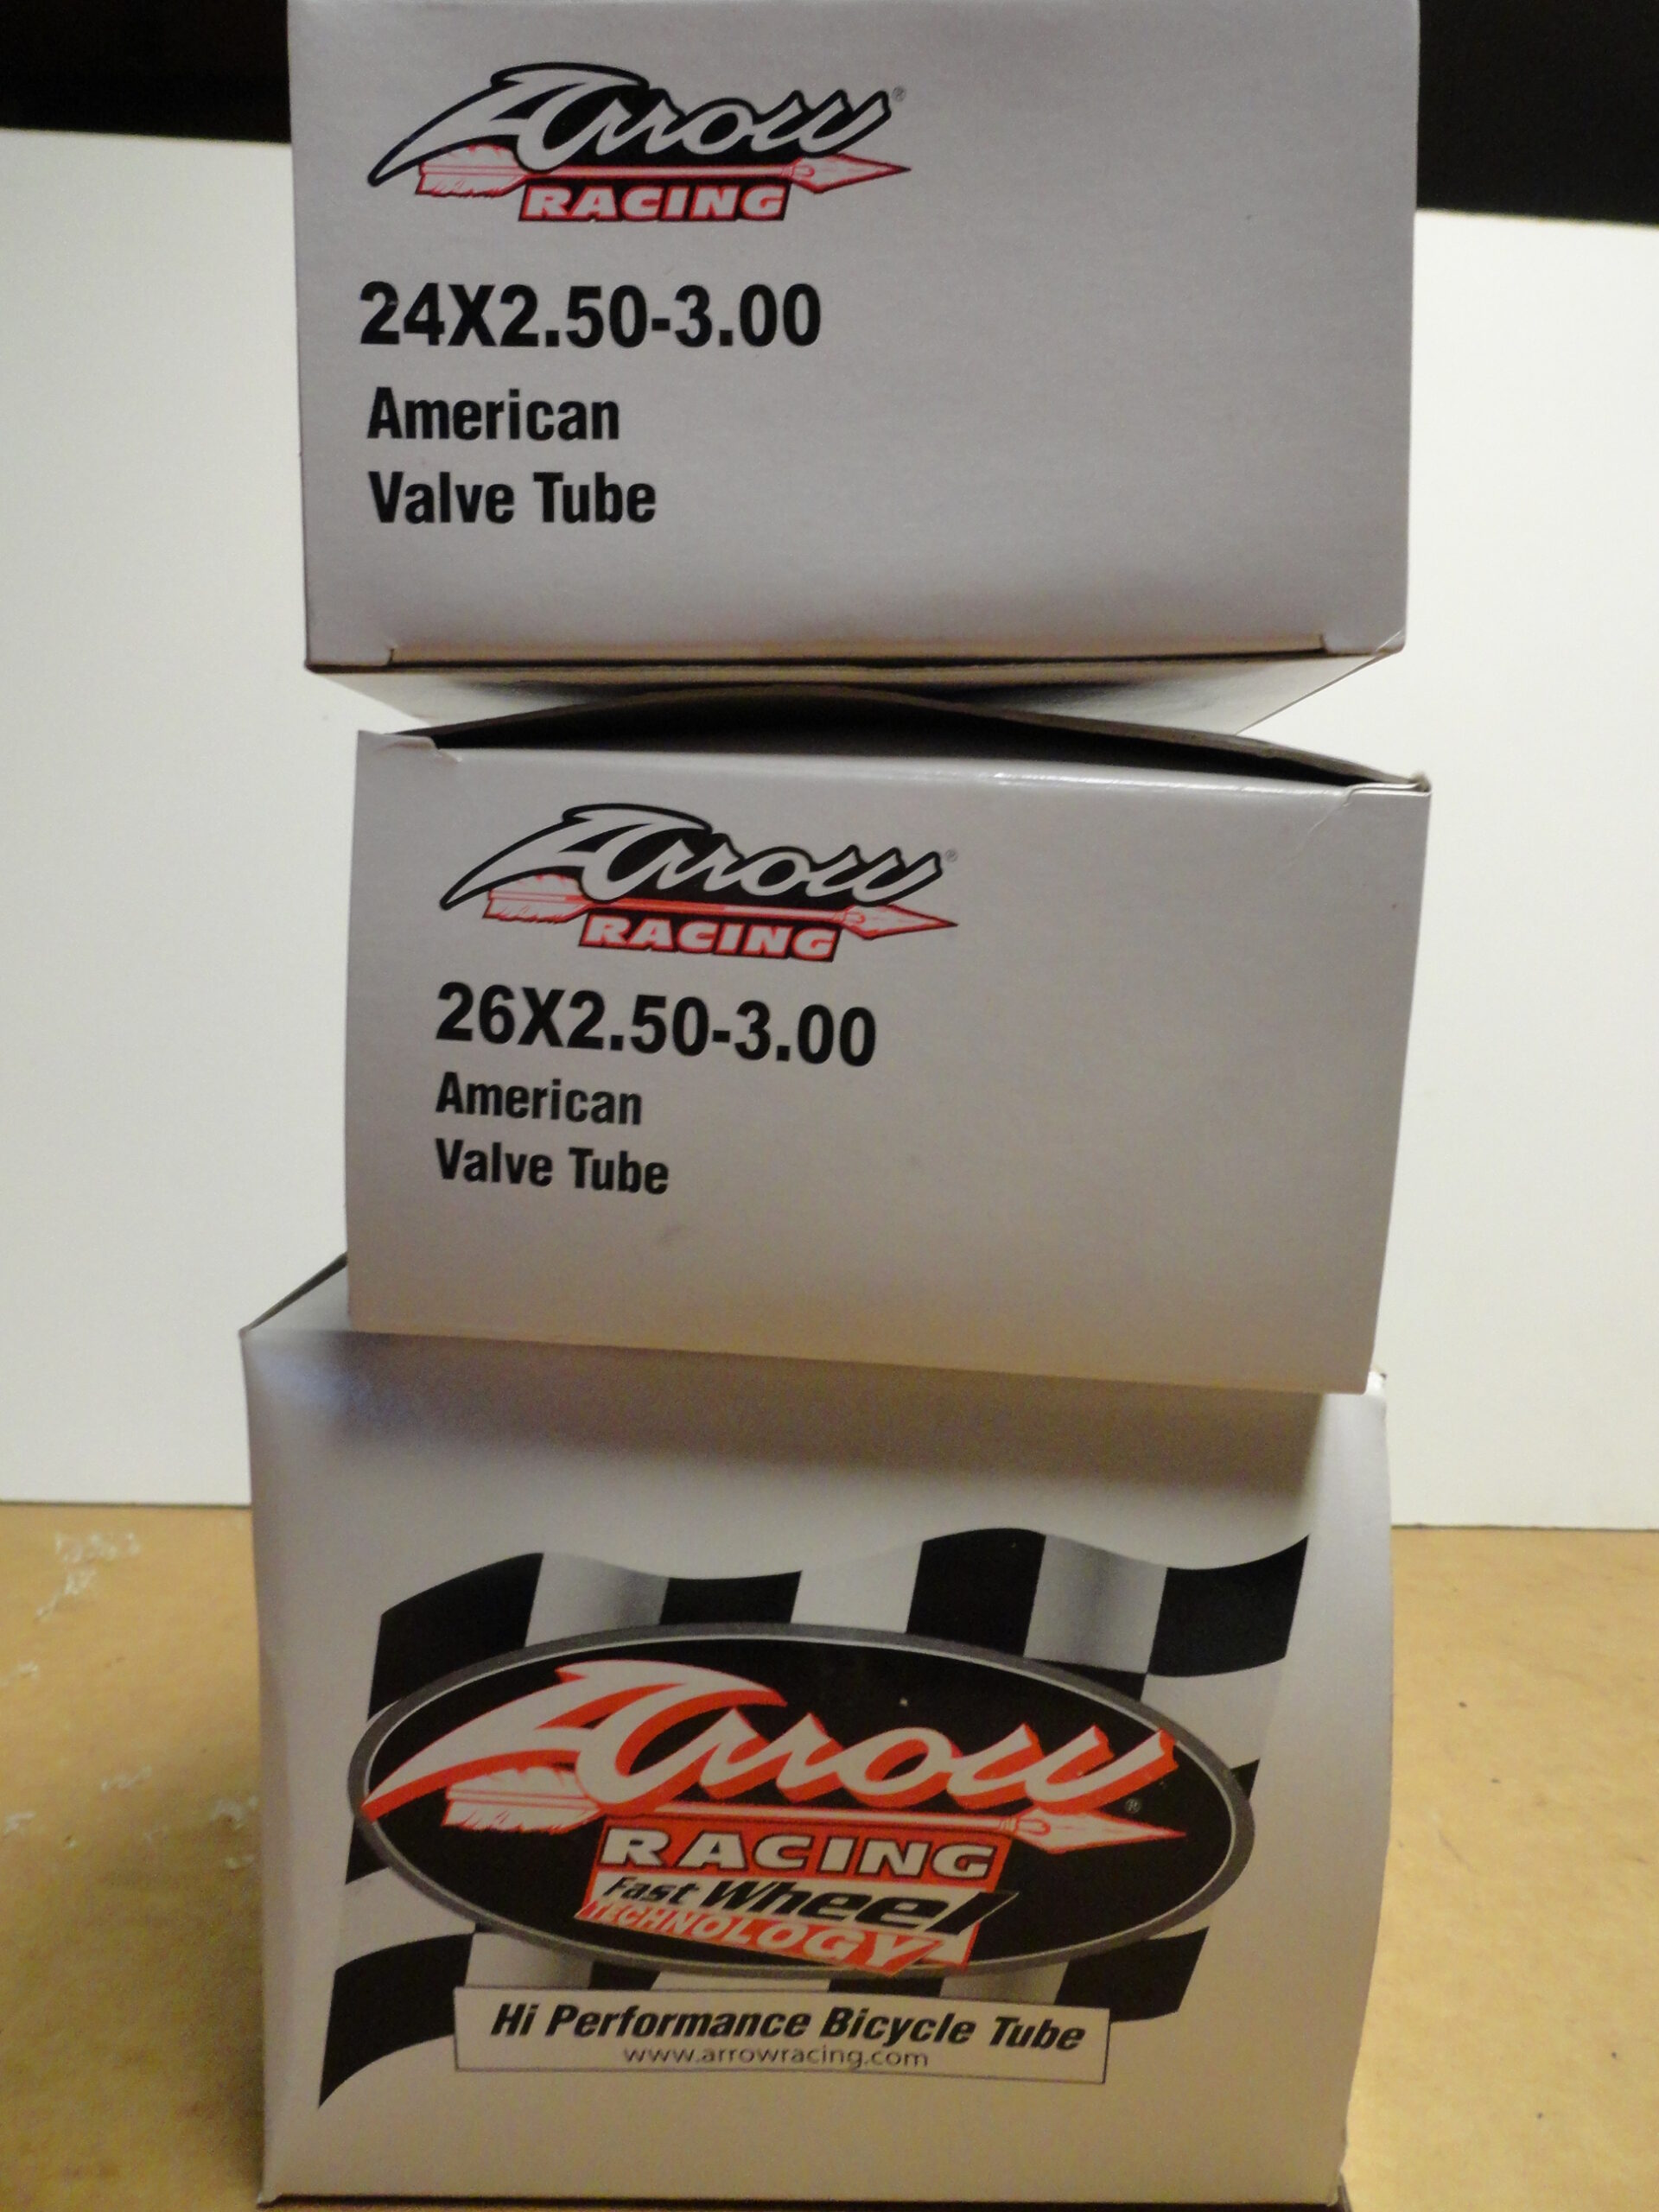 Arrow®
RACING
24X2.50-3.00
American
Valve Tube
Arrow®
RACING
26X2.50-3.00
American
Valve Tube
Arrow®
RACING
Fast Wheel
TECHNOLOGY
Hi Performance Bicycle Tube
www.arrowracing.com